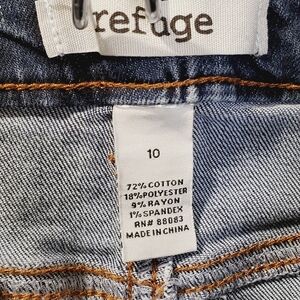 refuge
10
72% COTTON
18% POLYESTER
9% RAYON
1% SPANDEX
RN# 88083
MADE IN CHINA